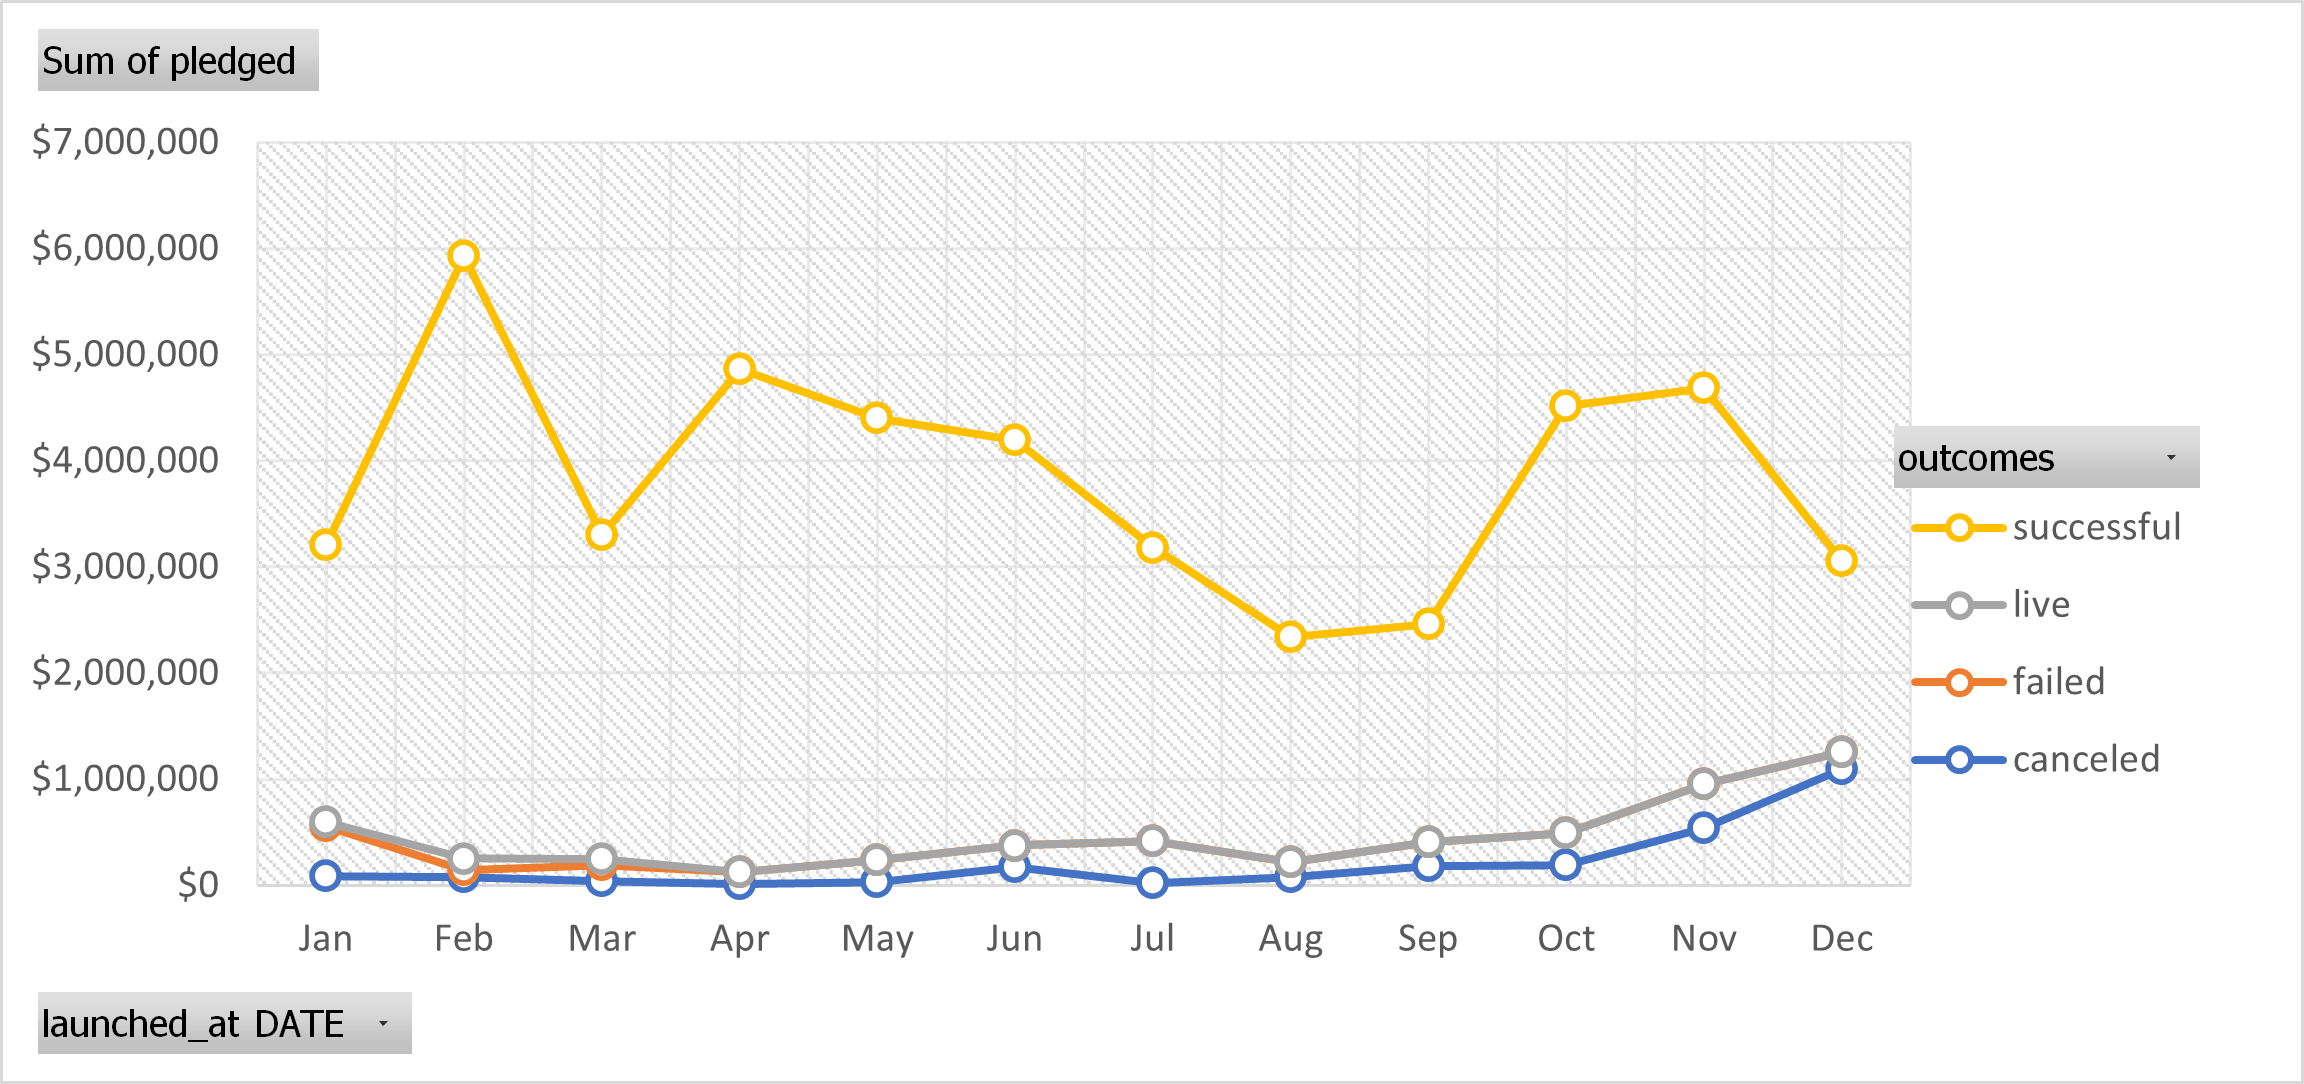 Sum of pledged
$7,000,000
$6,000,000
$5,000,000
$4,000,000
$3,000,000
$2,000,000
$1,000,000
$0
Jan Feb Mar Apr May Jun Jul Aug Sep Oct Nov Dec
outcomes
successful
live
failed
canceled
launched_at DATE